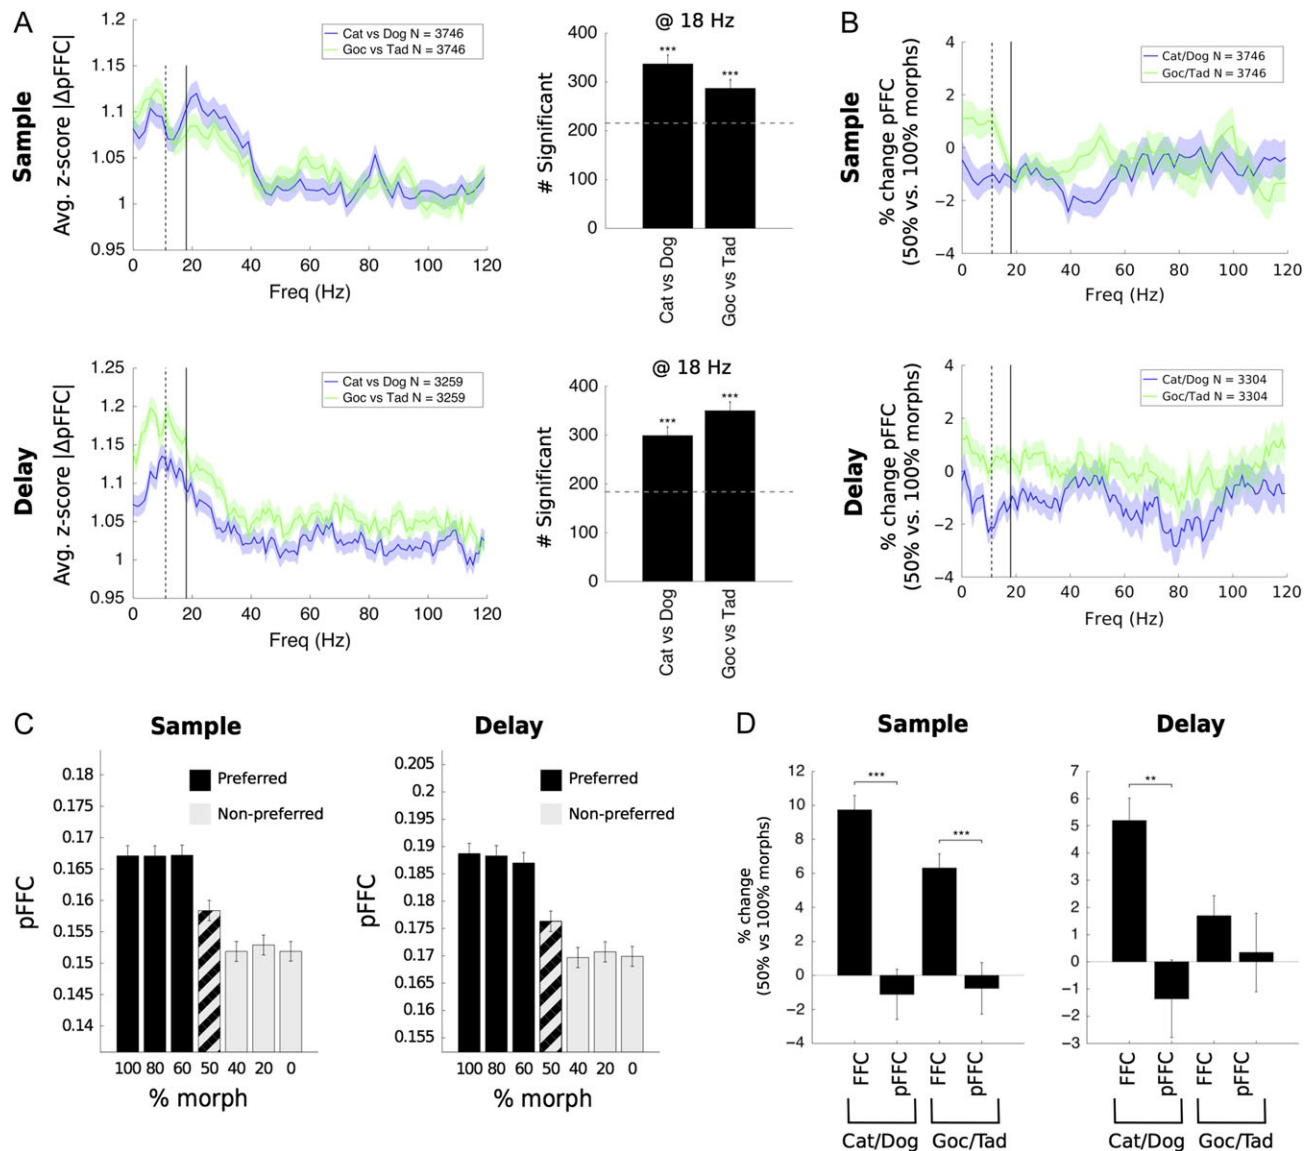 A
Sample
Avg. z-score |ΔpFFC|
1.2
1.15
1.1
1.05
1
0.95
0 20 40 60 80 100 120
Freq (Hz)
Cat vs Dog N = 3746
Goc vs Tad N = 3746
@ 18 Hz
# Significant
400
300
200
100
0
***
***
Cat vs Dog
Goc vs Tad
B
Sample
% change pFFC
(50% vs. 100% morphs)
4
2
0
−2
−4
0 20 40 60 80 100 120
Freq (Hz)
Cat/Dog N = 3746
Goc/Tad N = 3746
Delay
Avg. z-score |ΔpFFC|
1.25
1.2
1.15
1.1
1.05
1
0.95
0 20 40 60 80 100 120
Freq (Hz)
Cat vs Dog N = 3259
Goc vs Tad N = 3259
@ 18 Hz
# Significant
400
300
200
100
0
***
***
Cat vs Dog
Goc vs Tad
Delay
% change pFFC
(50% vs. 100% morphs)
4
2
0
−2
−4
0 20 40 60 80 100 120
Freq (Hz)
Cat/Dog N = 3304
Goc/Tad N = 3304
C
Sample
pFFC
0.18
0.175
0.17
0.165
0.16
0.155
0.15
0.145
0.14
Preferred
Non-preferred
100 80 60 50 40 20 0
% morph
Delay
pFFC
0.205
0.2
0.195
0.19
0.185
0.18
0.175
0.17
0.165
0.16
0.155
Preferred
Non-preferred
100 80 60 50 40 20 0
% morph
D
Sample
% change
(50% vs 100% morphs)
12
10
8
6
4
2
0
−2
−4
***
***
FFC
pFFC
FFC
pFFC
Cat/Dog Goc/Tad
Delay
7
6
5
4
3
2
1
0
−1
−2
−3
**
FFC
pFFC
FFC
pFFC
Cat/Dog Goc/Tad